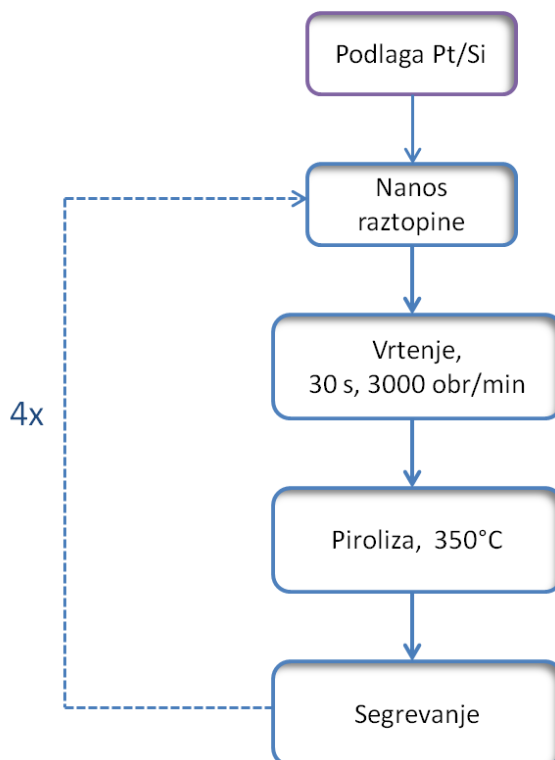 Podlaga Pt/Si
Nanos
raztopine
Vrtenje,
30 s, 3000 obr/min
4x
Piroliza, 350°C
Segrevanje